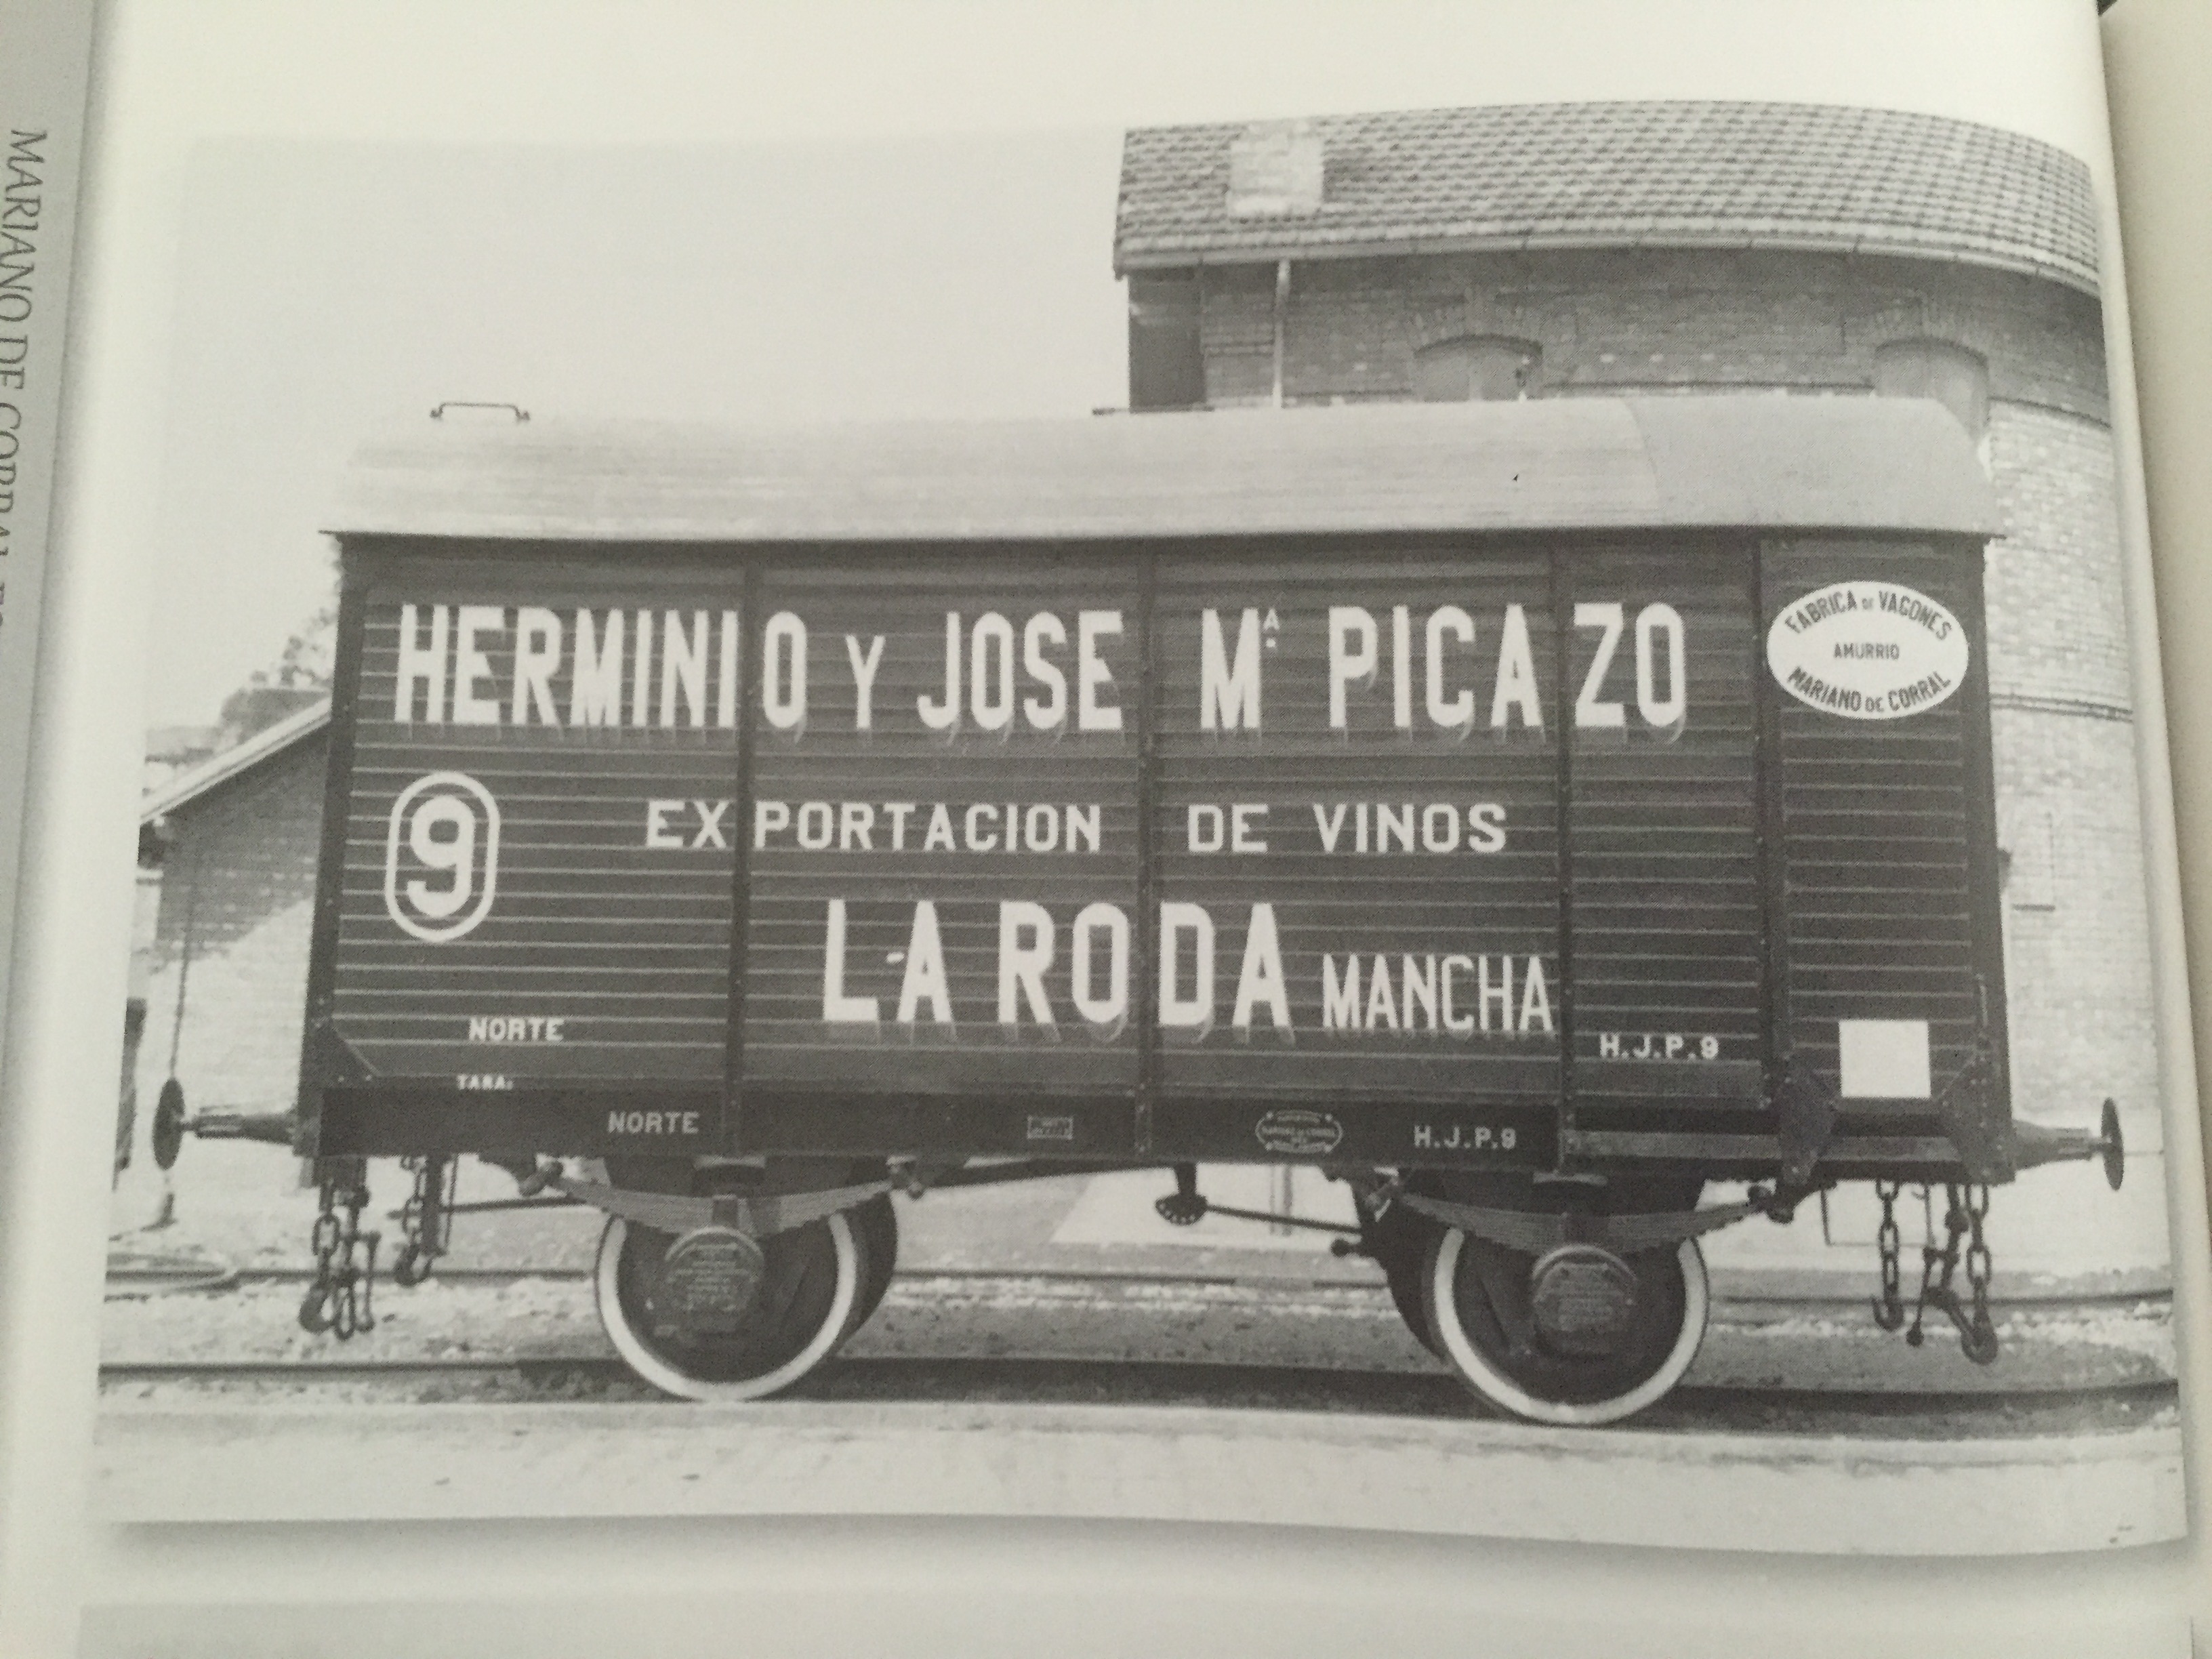 MARIANO DE CORRAL
HERMINIO Y JOSE Mª PICAZO
FABRICA DE VAGONES
AMURRIO
MARIANO DE CORRAL
9
EXPORTACION DE VINOS
LA RODA MANCHA
NORTE
H.J.P.9
TARA:
NORTE
H.J.P.9